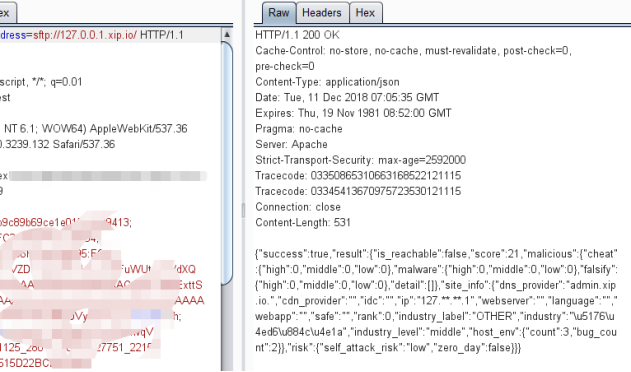 ex
Raw
Headers
Hex
dress=sftp://127.0.0.1.xip.io/ HTTP/1.1
script, */*; q=0.01
est
NT 6.1; WOW64) AppleWebKit/537.36
.0.3239.132 Safari/537.36
ex
9
HTTP/1.1 200 OK
Cache-Control: no-store, no-cache, must-revalidate, post-check=0,
pre-check=0
Content-Type: application/json
Date: Tue, 11 Dec 2018 07:05:35 GMT
Expires: Thu, 19 Nov 1981 08:52:00 GMT
Pragma: no-cache
Server: Apache
Strict-Transport-Security: max-age=2592000
Tracecode: 03350865310663168522121115
Tracecode: 03345413670975723530121115
Connection: close
Content-Length: 531
{"success":true,"result":{"is_reachable":false,"score":21,"malicious":{"cheat"
:{"high":0,"middle":0,"low":0},"malware":{"high":0,"middle":0,"low":0},"falsify":
{"high":0,"middle":0,"low":0},"detail":[]},"site_info":{"dns_provider":"admin.xip
.io.","cdn_provider":"","idc":"","ip":"127.**.**.1","webserver":"","language":"","
webapp":"","safe":"","rank":0,"industry_label":"OTHER","industry":"\u5176\u
4ed6\u884c\u4e1a","industry_level":"middle","host_env":{"count":3,"bug_cou
nt":2}},"risk":{"self_attack_risk":"low","zero_day":false}}}